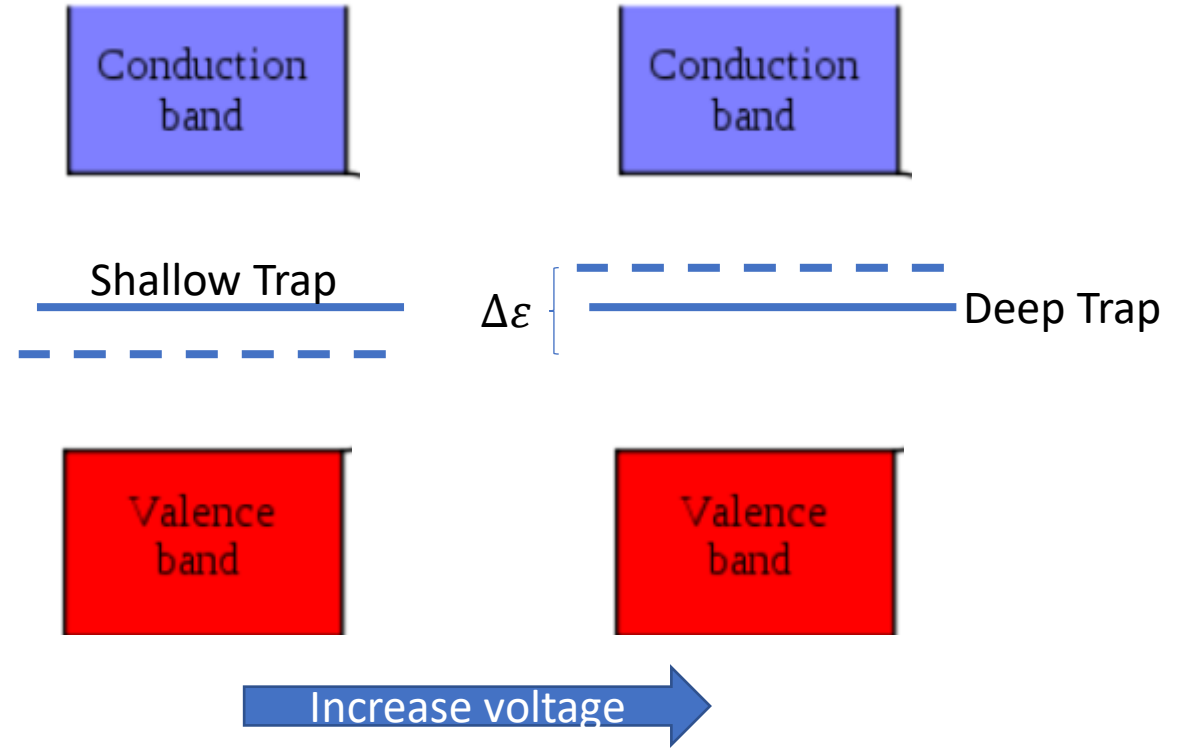 Conduction
band
Conduction
band
Shallow Trap
Δε
Deep Trap
Valence
band
Valence
band
Increase voltage